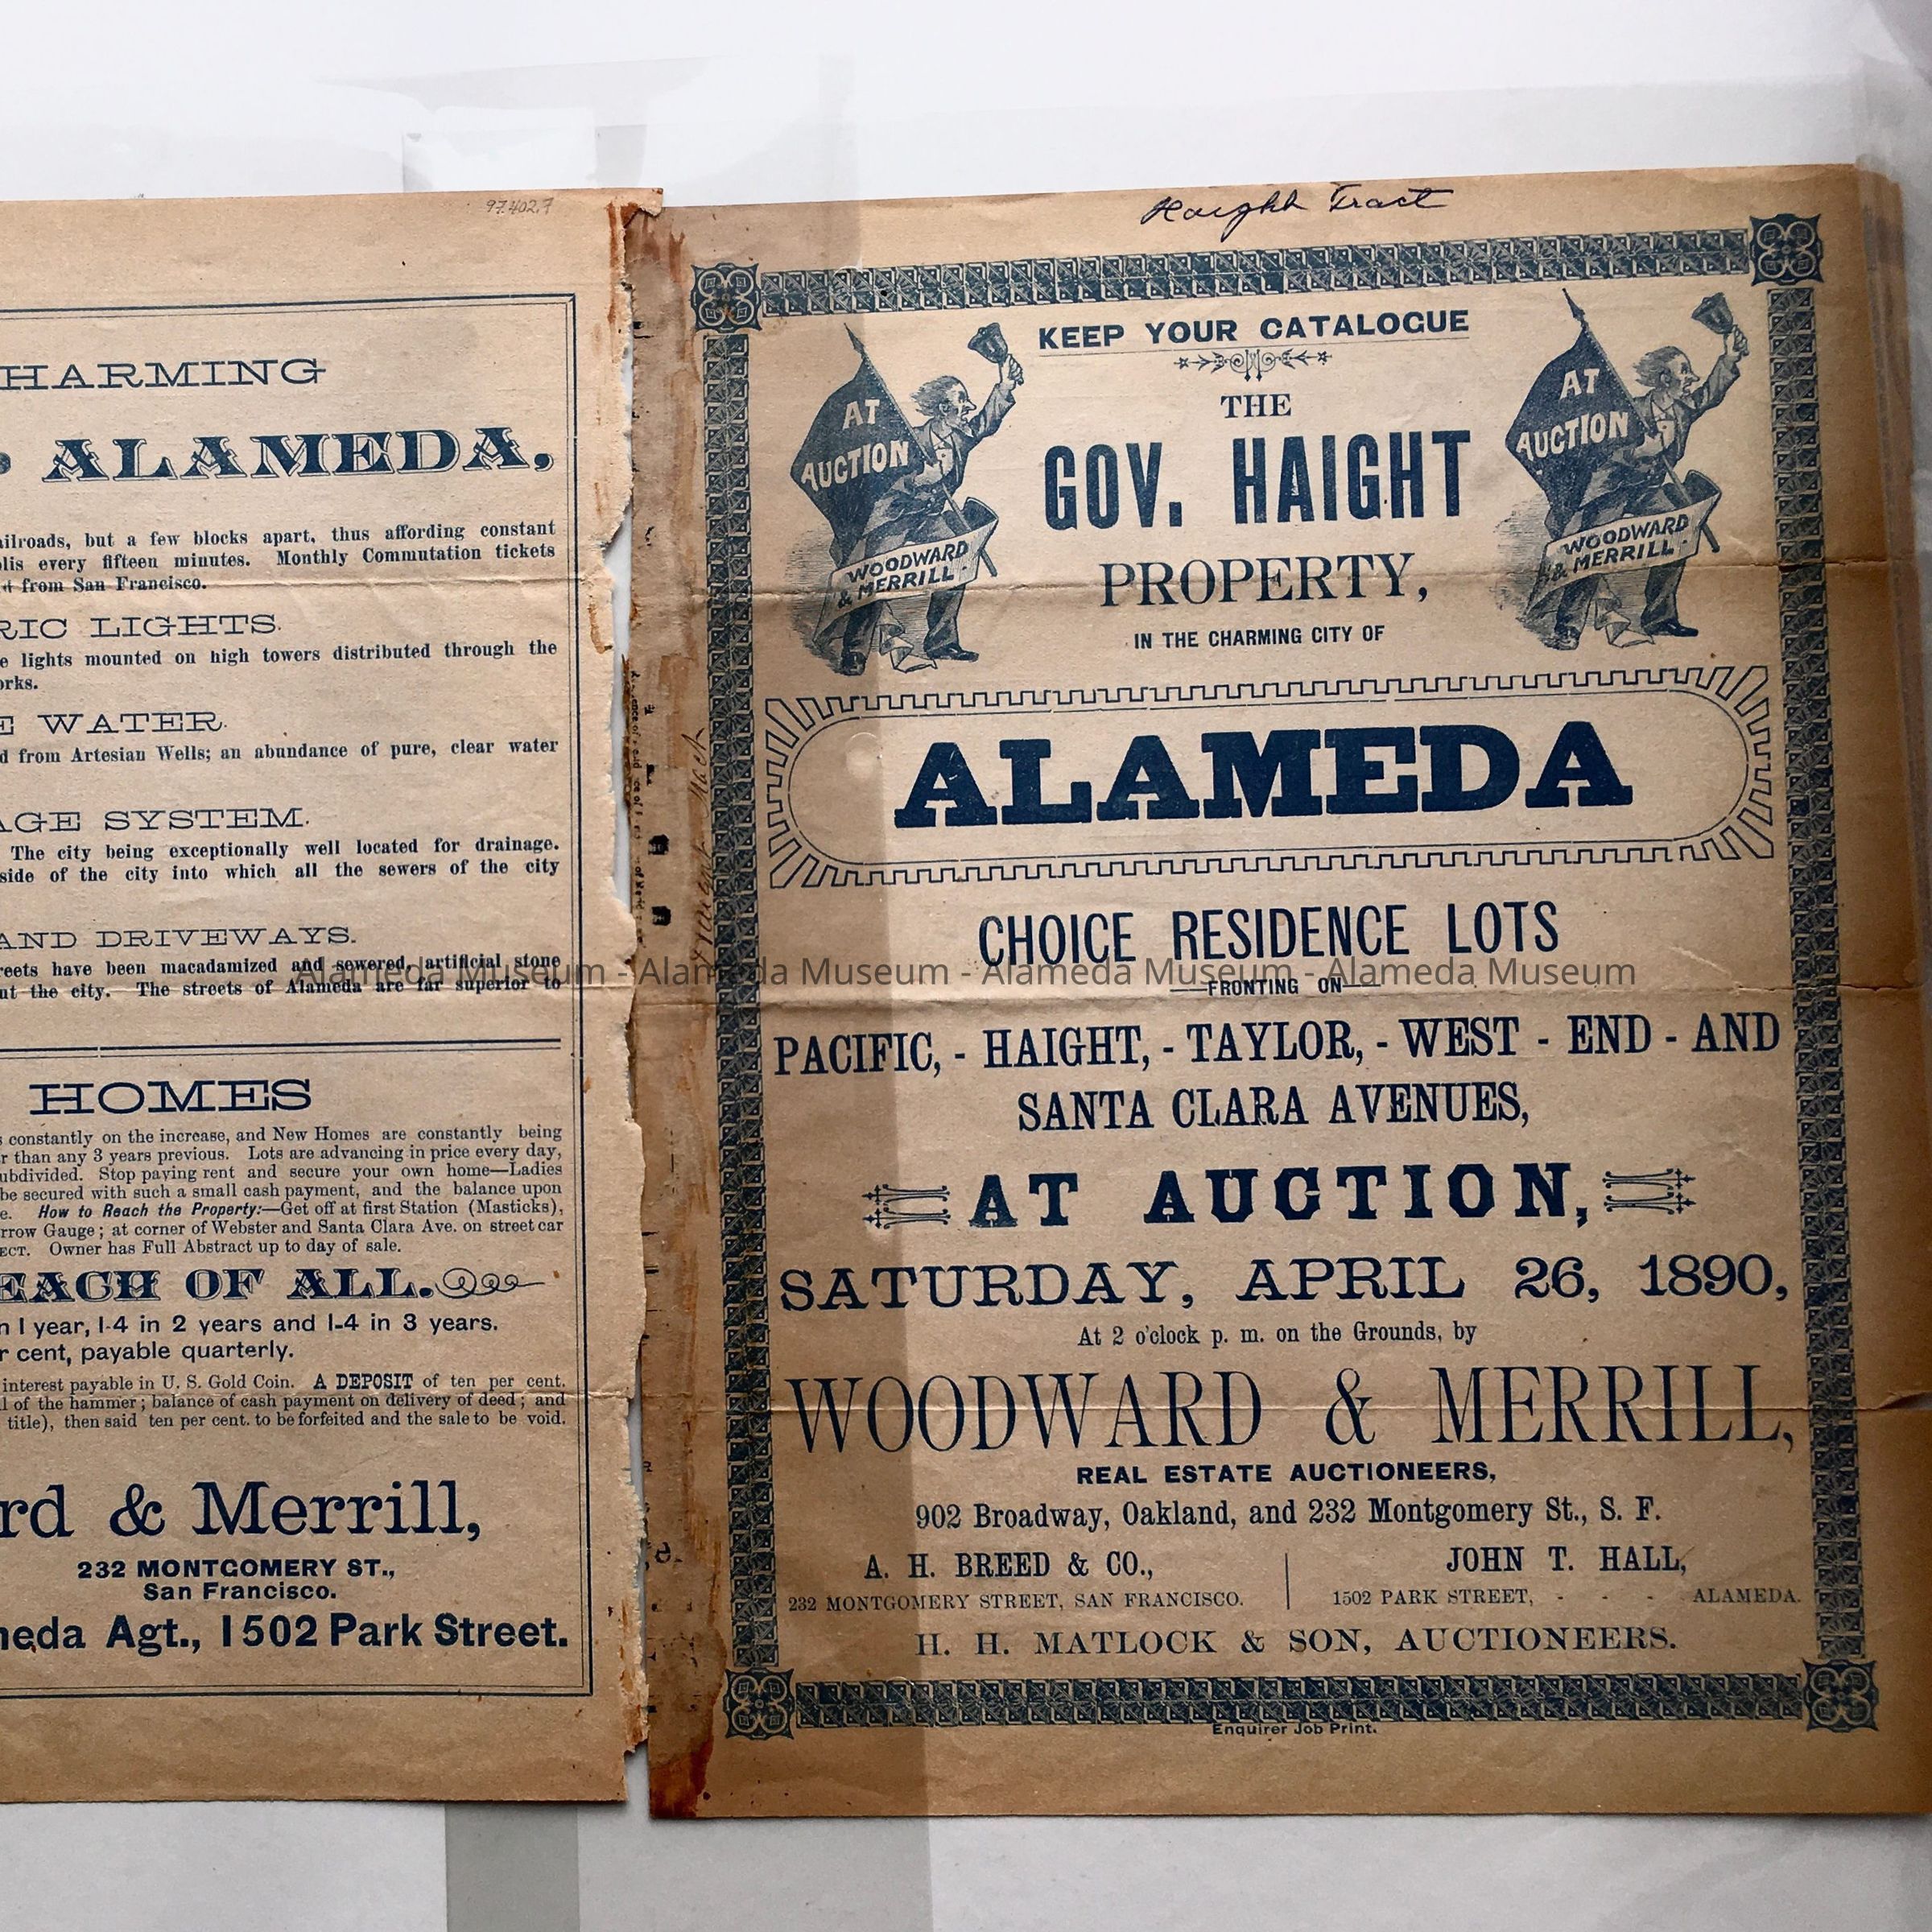 97.402.7
HARMING
ALAMEDA,
ailroads, but a few blocks apart, thus affording constant
lis every fifteen minutes. Monthly Commutation tickets
from San Francisco.
RIC LIGHTS.
e lights mounted on high towers distributed through the
orks.
E WATER.
d from Artesian Wells; an abundance of pure, clear water
AGE SYSTEM.
The city being exceptionally well located for drainage.
side of the city into which all the sewers of the city
AND DRIVEWAYS.
reets have been macadamized and sewered, artificial stone
nt the city. The streets of Alameda are far superior to
HOMES
s constantly on the increase, and New Homes are constantly being
r than any 3 years previous. Lots are advancing in price every day,
ubdivided. Stop paying rent and secure your own home—Ladies
be secured with such a small cash payment, and the balance upon
e. How to Reach the Property:—Get off at first Station (Masticks),
rrow Gauge; at corner of Webster and Santa Clara Ave. on street car
ECT. Owner has Full Abstract up to day of sale.
EACH OF ALL.
n 1 year, 1-4 in 2 years and 1-4 in 3 years.
r cent, payable quarterly.
interest payable in U. S. Gold Coin. A DEPOSIT of ten per cent.
l of the hammer; balance of cash payment on delivery of deed; and
title), then said ten per cent. to be forfeited and the sale to be void.
rd & Merrill,
232 MONTGOMERY ST.,
San Francisco.
meda Agt., 1502 Park Street.
Haight Tract
KEEP YOUR CATALOGUE
THE
GOV. HAIGHT
PROPERTY,
IN THE CHARMING CITY OF
AT
AUCTION
WOODWARD
& MERRILL
AT
AUCTION
WOODWARD
& MERRILL
ALAMEDA
CHOICE RESIDENCE LOTS
—FRONTING ON—
PACIFIC, - HAIGHT, - TAYLOR, - WEST - END - AND
SANTA CLARA AVENUES,
AT AUCTION,
SATURDAY, APRIL 26, 1890,
At 2 o'clock p. m. on the Grounds, by
WOODWARD & MERRILL,
REAL ESTATE AUCTIONEERS,
902 Broadway, Oakland, and 232 Montgomery St., S. F.
A. H. BREED & CO.,
232 MONTGOMERY STREET, SAN FRANCISCO.
JOHN T. HALL,
1502 PARK STREET, - - - ALAMEDA.
H. H. MATLOCK & SON, AUCTIONEERS.
Enquirer Job Print.
Alameda Museum - Alameda Museum - Alameda Museum - Alameda Museum